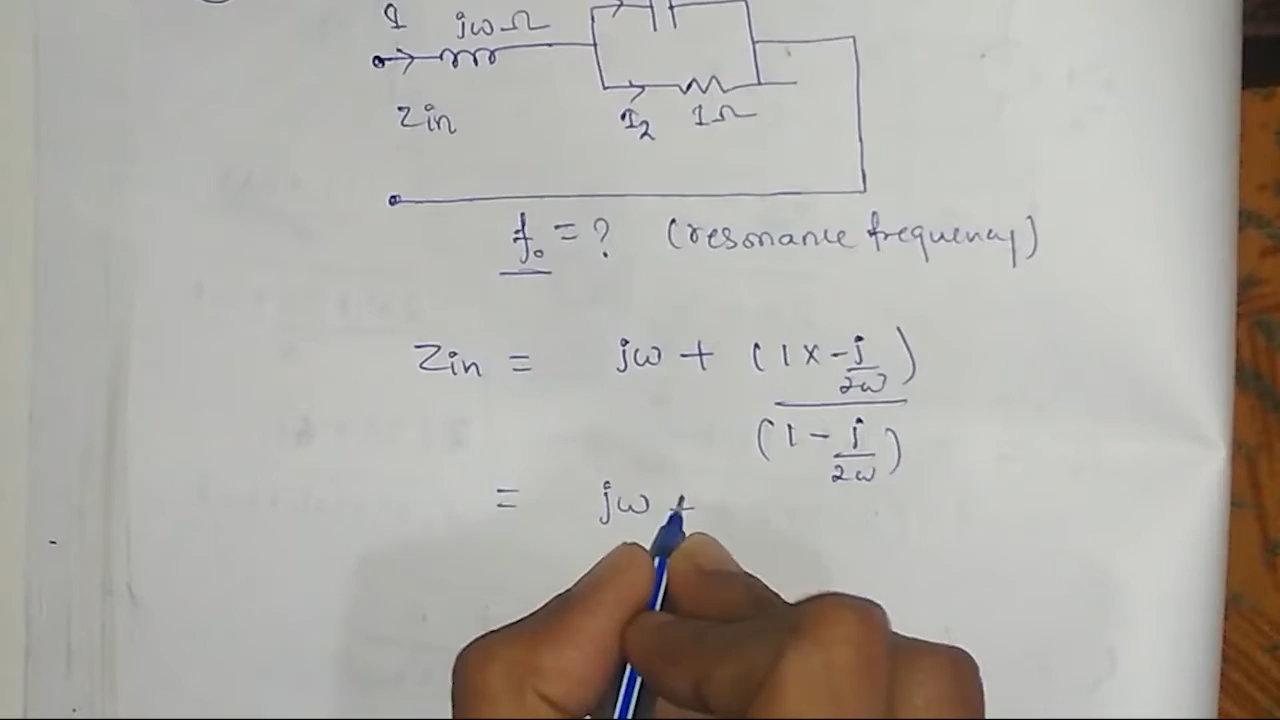 I jωΩ
Zin I₂ 1Ω
f₀ = ? (resonance frequency)
Zin = jω + (1 × -j/2ω) / (1 - j/2ω)
= jω +